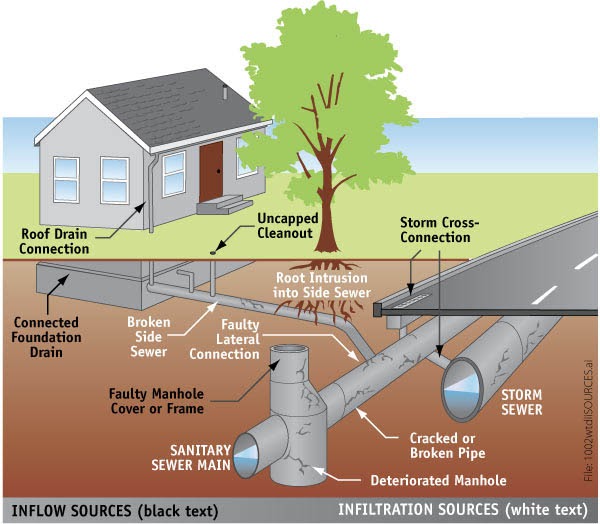 Roof Drain
Connection
Uncapped
Cleanout
Storm Cross-
Connection
Root Intrusion
into Side Sewer
Connected
Foundation
Drain
Broken
Side
Sewer
Faulty
Lateral
Connection
Faulty Manhole
Cover or Frame
STORM
SEWER
Cracked or
Broken Pipe
SANITARY
SEWER MAIN
Deteriorated Manhole
File: 1002wtdIiSOURCES.ai
INFLOW SOURCES (black text)
INFILTRATION SOURCES (white text)